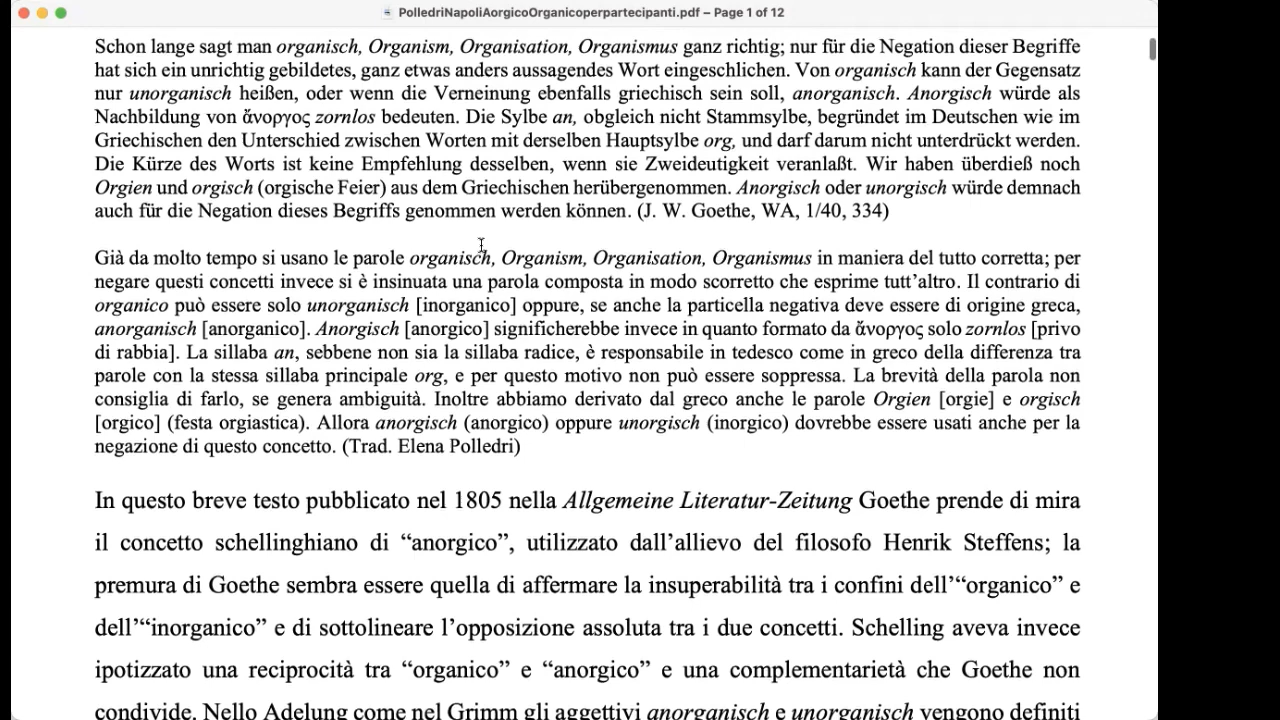 PolledriNapoliAorgicoOrganicoperpartecipanti.pdf – Page 1 of 12
Schon lange sagt man organisch, Organism, Organisation, Organismus ganz richtig; nur für die Negation dieser Begriffe
hat sich ein unrichtig gebildetes, ganz etwas anders aussagendes Wort eingeschlichen. Von organisch kann der Gegensatz
nur unorganisch heißen, oder wenn die Verneinung ebenfalls griechisch sein soll, anorganisch. Anorgisch würde als
Nachbildung von ἄνοργος zornlos bedeuten. Die Sylbe an, obgleich nicht Stammsylbe, begründet im Deutschen wie im
Griechischen den Unterschied zwischen Worten mit derselben Hauptsylbe org, und darf darum nicht unterdrückt werden.
Die Kürze des Worts ist keine Empfehlung desselben, wenn sie Zweideutigkeit veranlaßt. Wir haben überdieß noch
Orgien und orgisch (orgische Feier) aus dem Griechischen herübergenommen. Anorgisch oder unorgisch würde demnach
auch für die Negation dieses Begriffs genommen werden können. (J. W. Goethe, WA, 1/40, 334)
Già da molto tempo si usano le parole organisch, Organism, Organisation, Organismus in maniera del tutto corretta; per
negare questi concetti invece si è insinuata una parola composta in modo scorretto che esprime tutt’altro. Il contrario di
organico può essere solo unorganisch [inorganico] oppure, se anche la particella negativa deve essere di origine greca,
anorganisch [anorganico]. Anorgisch [anorgico] significherebbe invece in quanto formato da ἄνοργος solo zornlos [privo
di rabbia]. La sillaba an, sebbene non sia la sillaba radice, è responsabile in tedesco come in greco della differenza tra
parole con la stessa sillaba principale org, e per questo motivo non può essere soppressa. La brevità della parola non
consiglia di farlo, se genera ambiguità. Inoltre abbiamo derivato dal greco anche le parole Orgien [orgie] e orgisch
[orgico] (festa orgiastica). Allora anorgisch (anorgico) oppure unorgisch (inorgico) dovrebbe essere usati anche per la
negazione di questo concetto. (Trad. Elena Polledri)
In questo breve testo pubblicato nel 1805 nella Allgemeine Literatur-Zeitung Goethe prende di mira
il concetto schellinghiano di “anorgico”, utilizzato dall’allievo del filosofo Henrik Steffens; la
premura di Goethe sembra essere quella di affermare la insuperabilità tra i confini dell’“organico” e
dell’“inorganico” e di sottolineare l’opposizione assoluta tra i due concetti. Schelling aveva invece
ipotizzato una reciprocità tra “organico” e “anorgico” e una complementarietà che Goethe non
condivide. Nello Adelung come nel Grimm gli aggettivi anorganisch e unorganisch vengono definiti